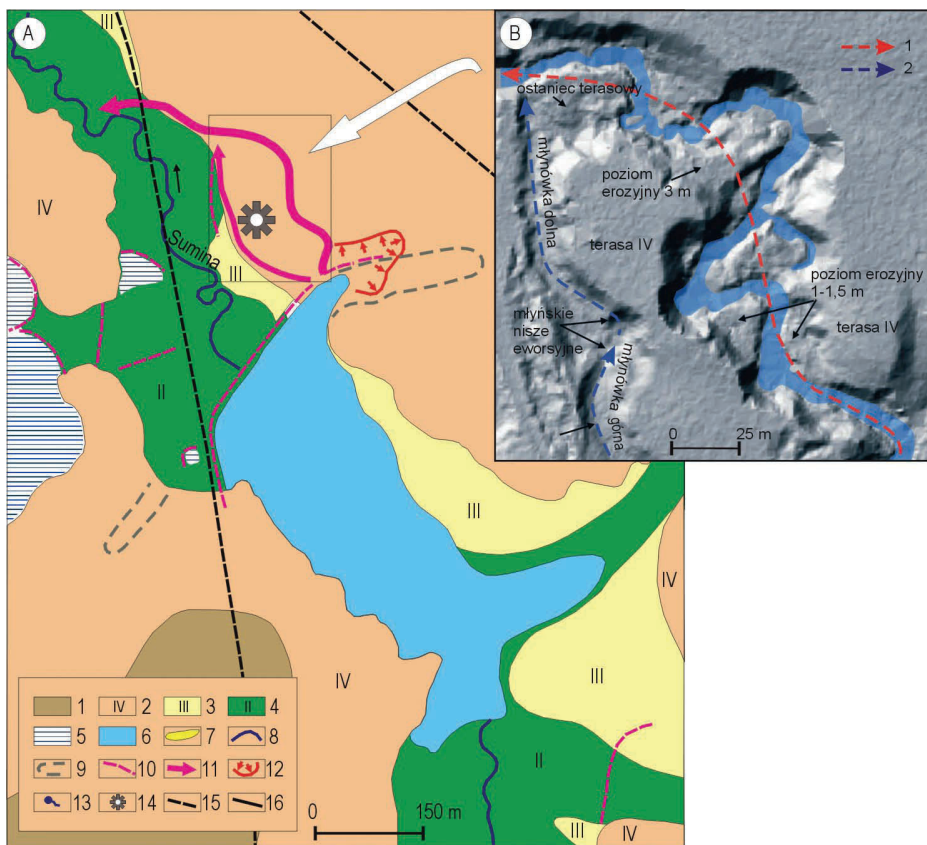 A
III
IV
Sumina
III
II
III
IV
IV
III
II
III
IV
1
IV 2
III 3
II 4
5
6
7
8
9
10
11
12
13
14
15
16
0 150 m
B
1
2
ostaniec terasowy
młynówka dolna
poziom
erozyjny 3 m
terasa IV
poziom erozyjny
1-1,5 m
terasa IV
młyńskie
nisze
eworsyjne
młynówka górna
0 25 m